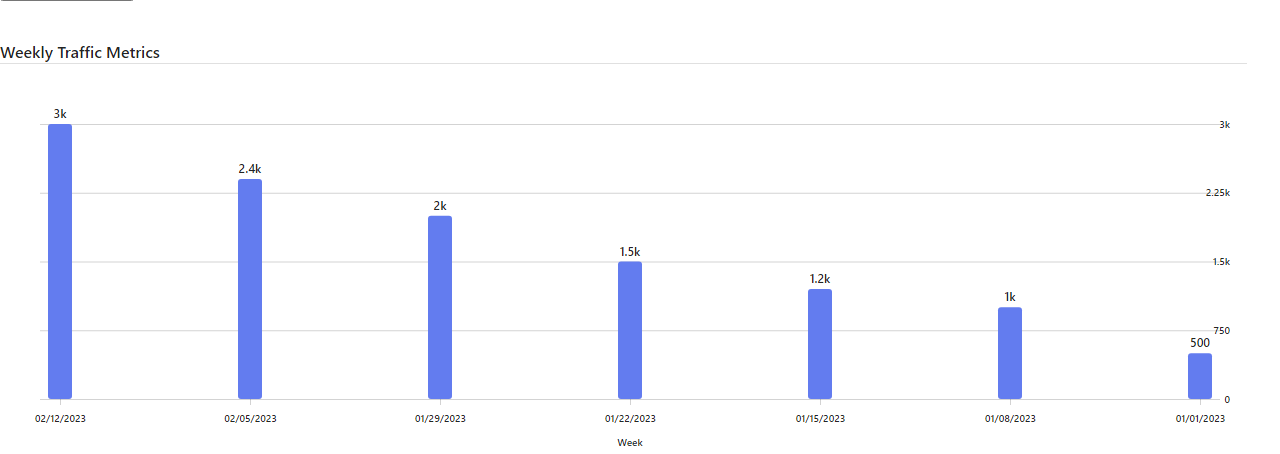 Weekly Traffic Metrics
3k
3k
2.4k
2.25k
2k
1.5k
1.5k
1.2k
1k
750
500
0
02/12/2023 02/05/2023 01/29/2023 01/22/2023 01/15/2023 01/08/2023 01/01/2023
Week